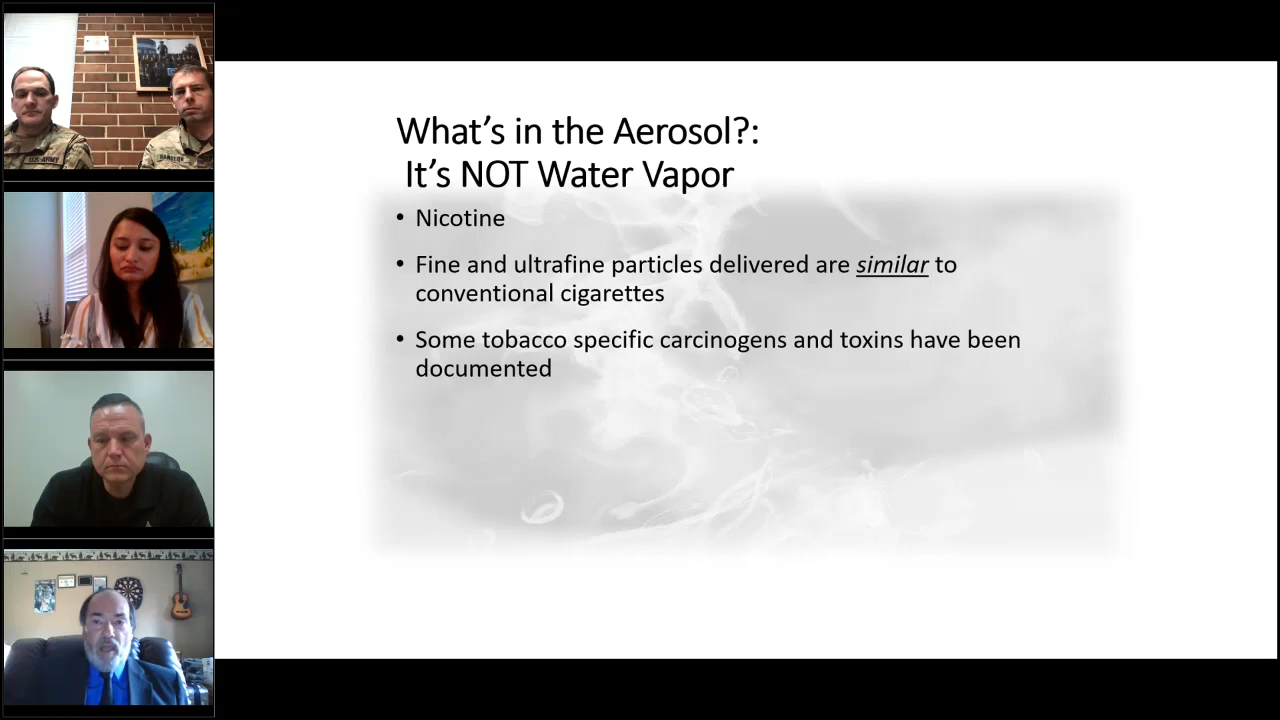 What's in the Aerosol?:
It's NOT Water Vapor
• Nicotine
• Fine and ultrafine particles delivered are similar to
conventional cigarettes
• Some tobacco specific carcinogens and toxins have been
documented
U.S. ARMY